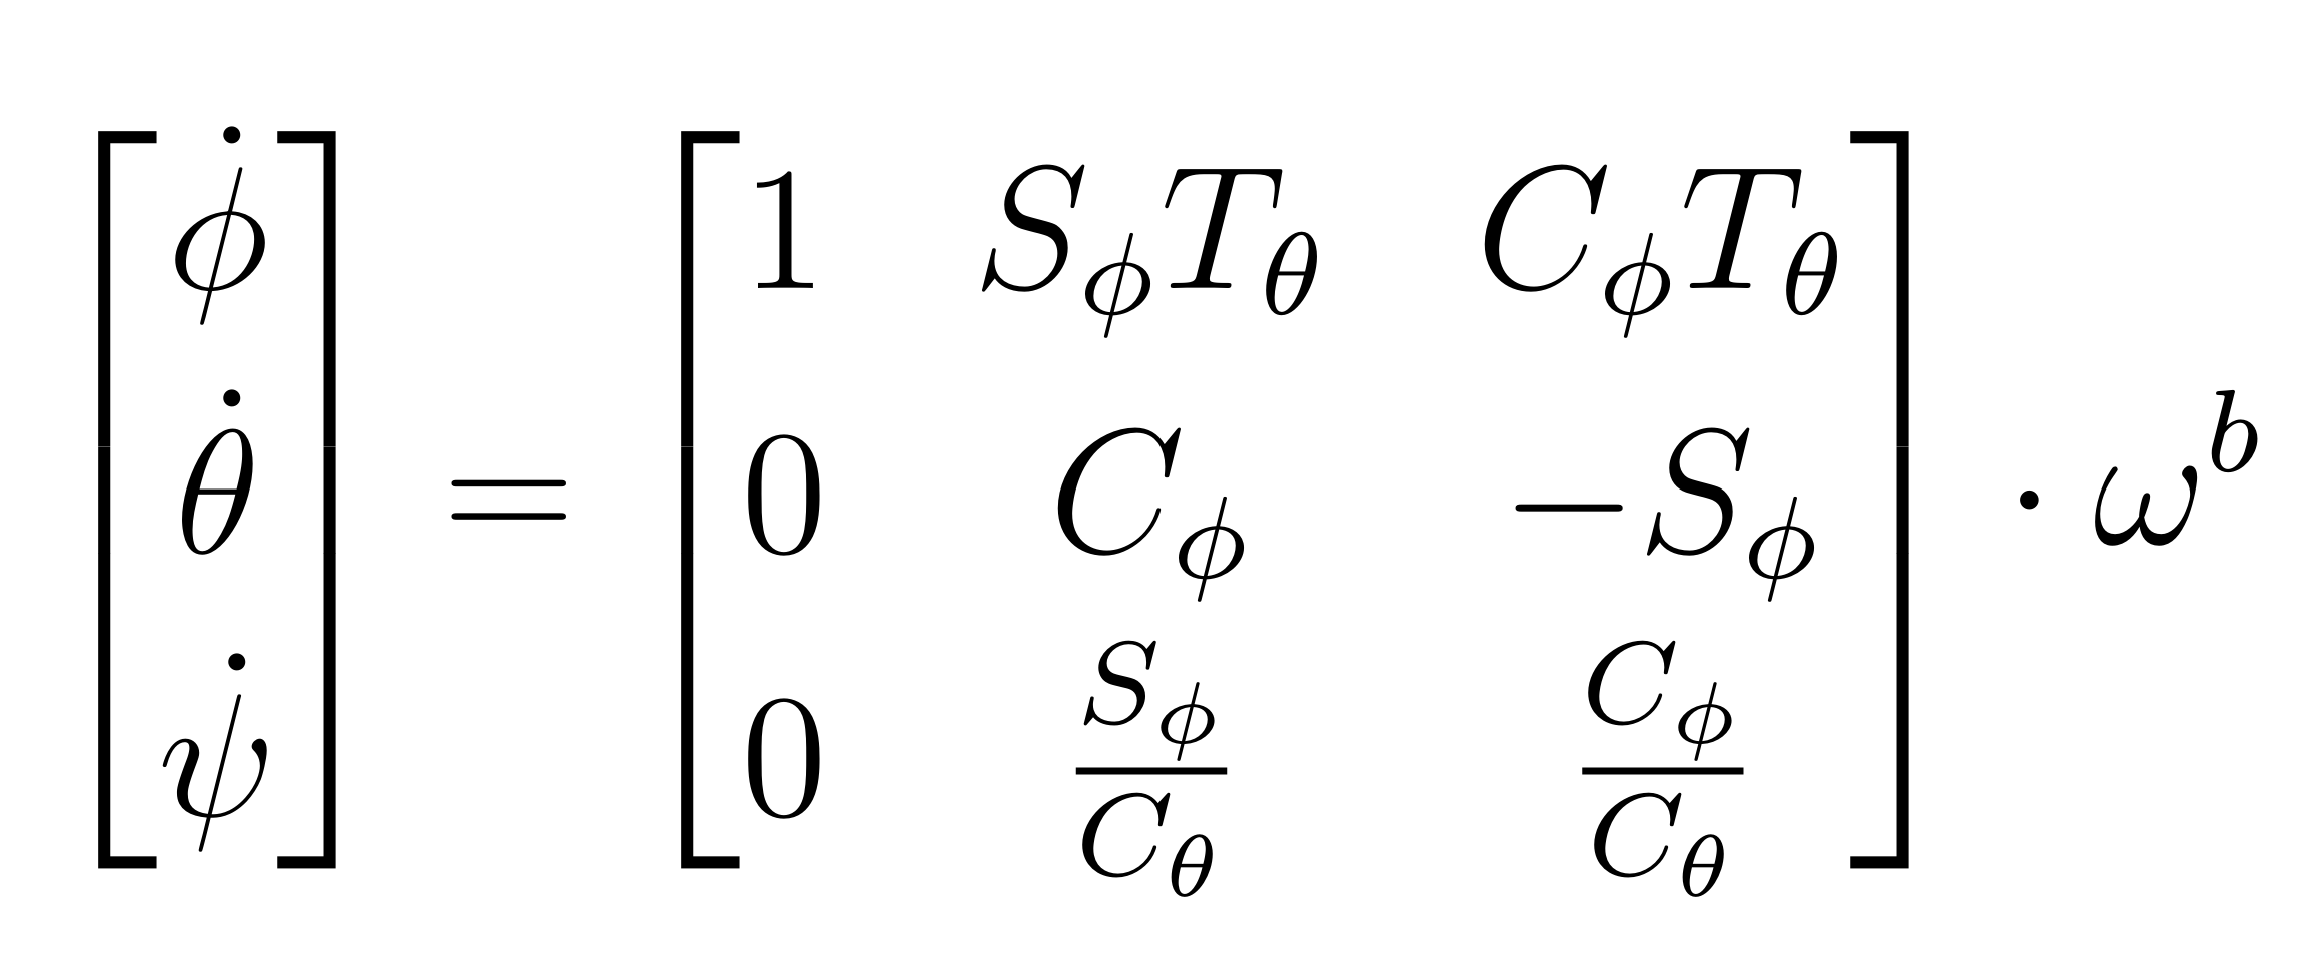 [ϕ̇ θ̇ ψ̇] = [1 S_ϕT_θ C_ϕT_θ
0 C_ϕ −S_ϕ
0 S_ϕ/C_θ C_ϕ/C_θ] · ω^b